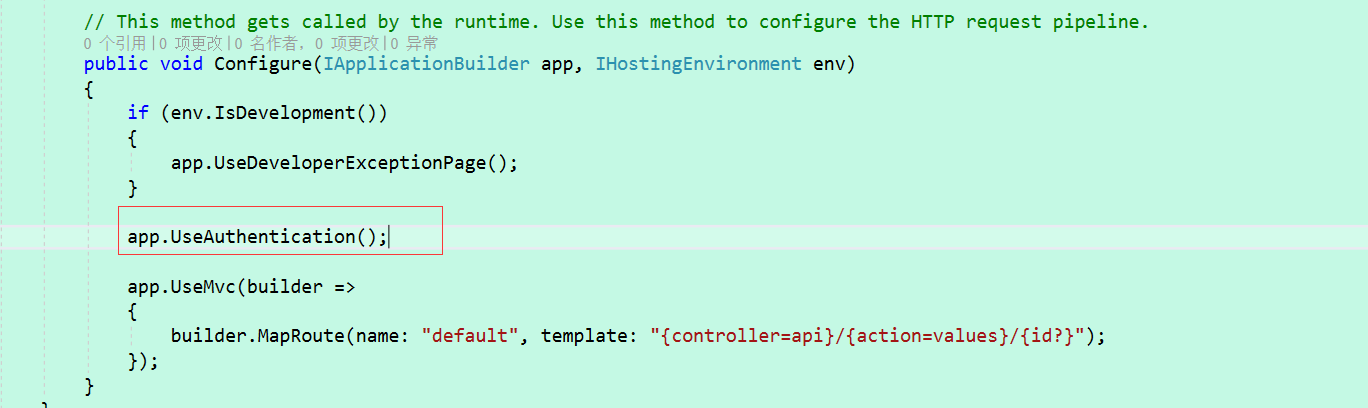 // This method gets called by the runtime. Use this method to configure the HTTP request pipeline.
0 个引用|0 项更改|0 名作者, 0 项更改|0 异常
public void Configure(IApplicationBuilder app, IHostingEnvironment env)
{
if (env.IsDevelopment())
{
app.UseDeveloperExceptionPage();
}
app.UseAuthentication();
app.UseMvc(builder =>
{
builder.MapRoute(name: "default", template: "{controller=api}/{action=values}/{id?}");
});
}
}